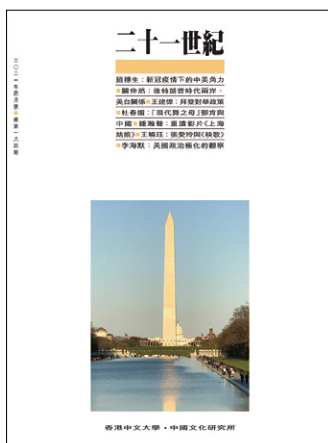 二十一世紀
趙穗生：新冠疫情下的中美角力
■關仲然：後特朗普時代兩岸、
美台關係■王建偉：拜登對華政策
■杜春媚：「現代舞之母」鄧肯與
中國■鍾瀚聲：重讀影片《上海
姑娘》■王曉珏：張愛玲與《秧歌》
■李海默：美國政治極化的觀察
二〇二一年四月號 ■ 總第一八四期
香港中文大學·中國文化研究所